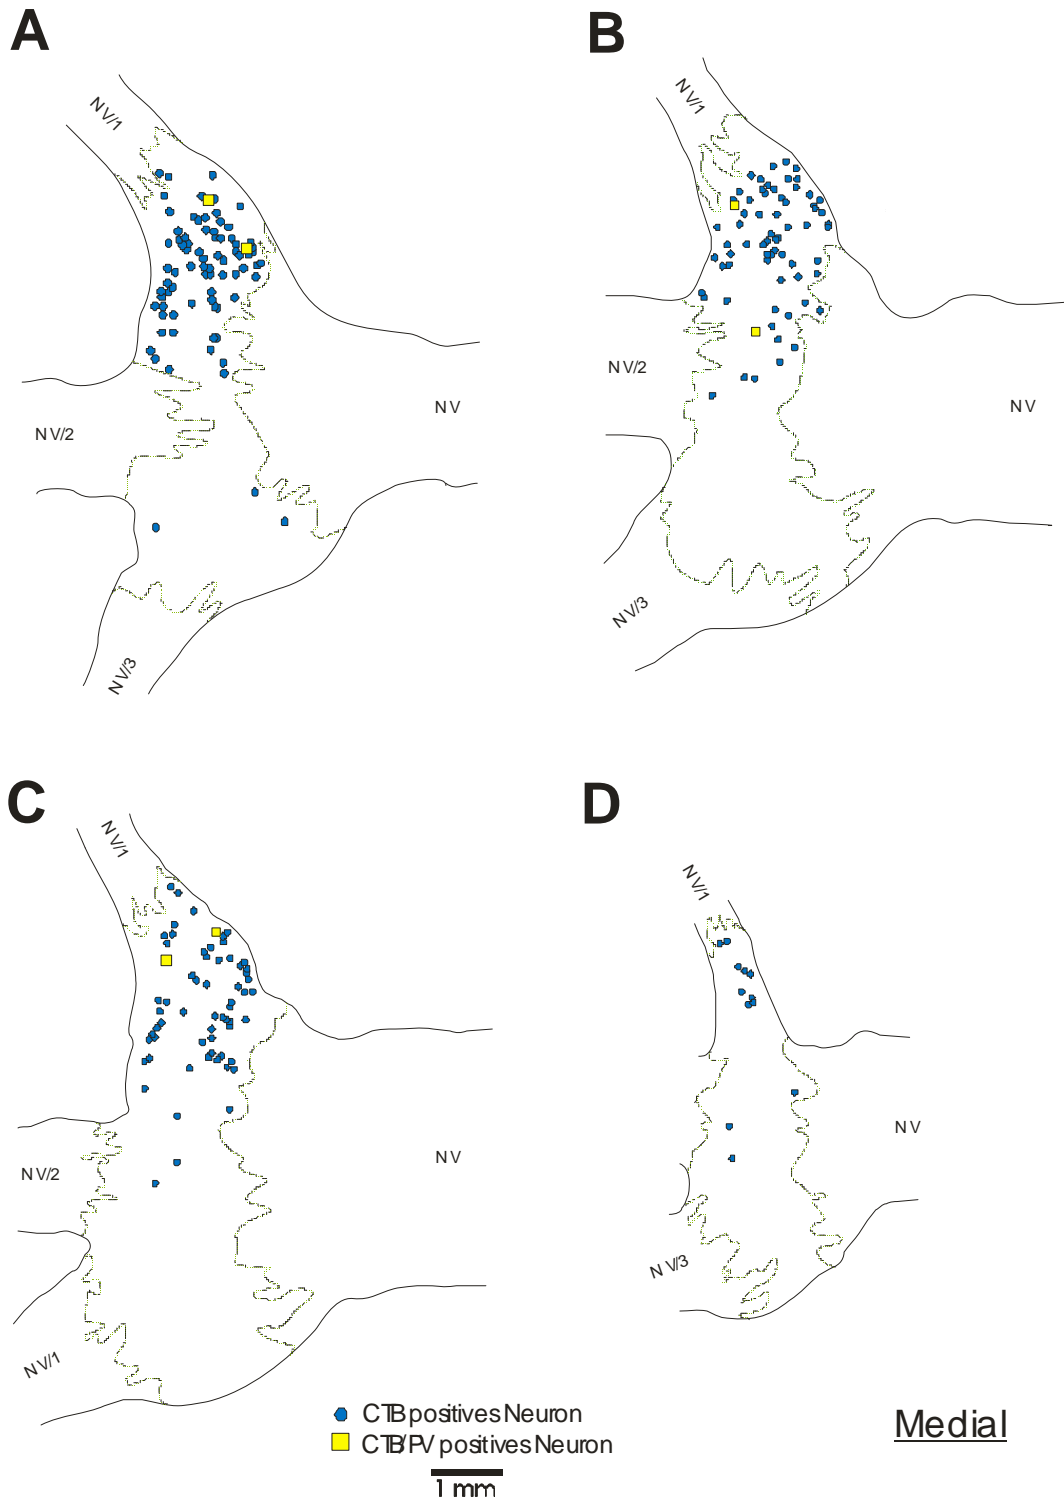 A
B
NV/1
NV/1
NV/2
NV
NV/2
NV
NV/3
NV/3
C
D
NV/1
NV/1
NV/2
NV
NV
NV/3
NV/1
CTB positives Neuron
CTB/PV positives Neuron
1 mm
Medial